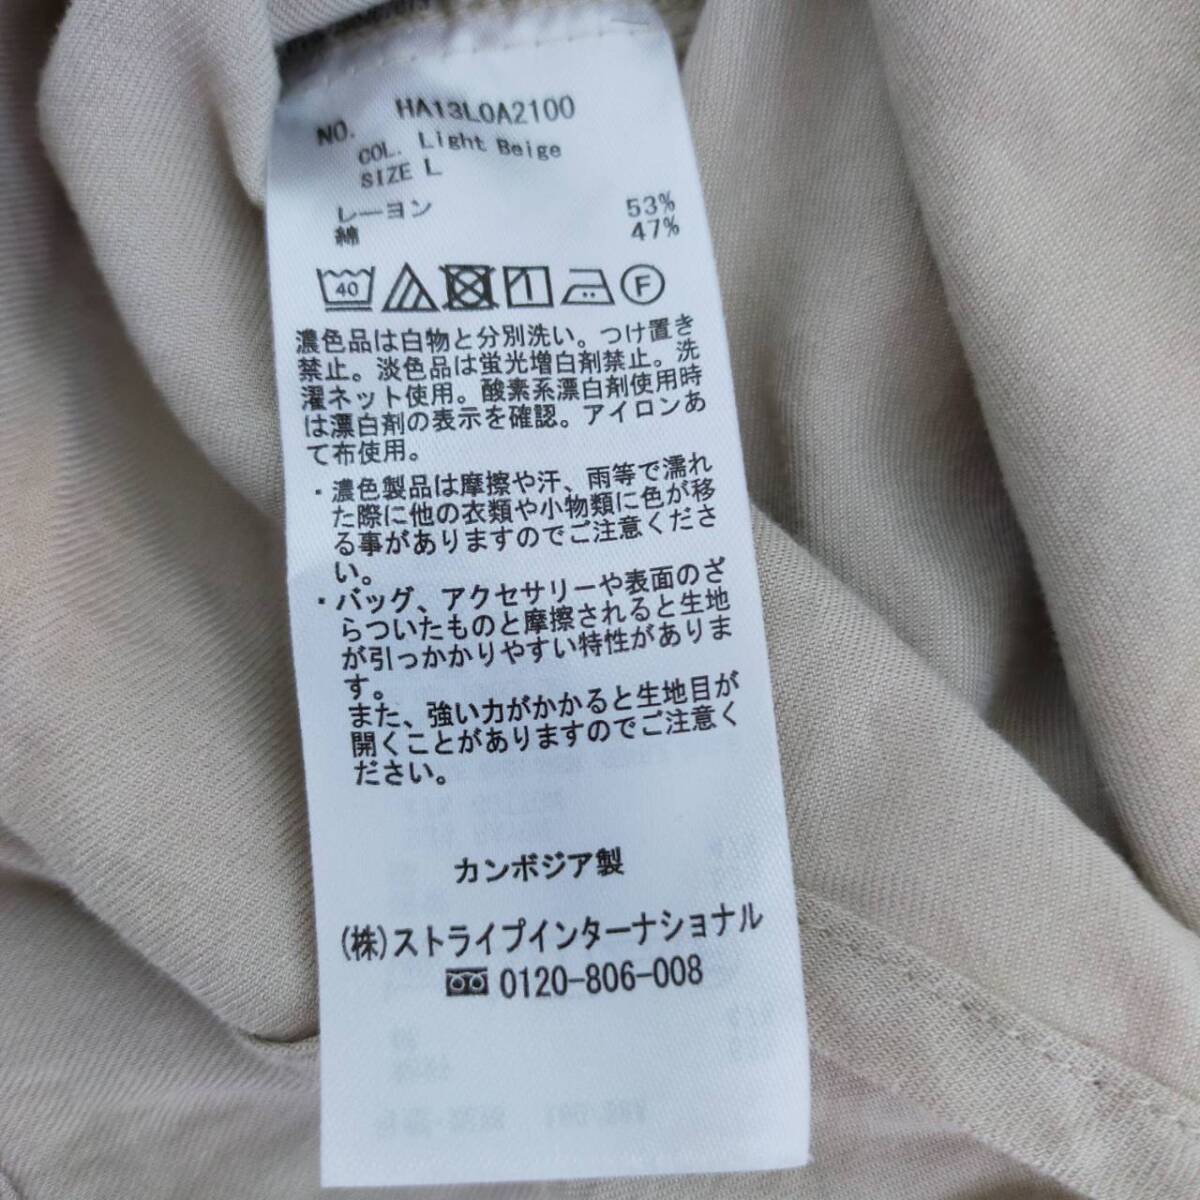 NO. HA13L0A2100
COL. Light Beige
SIZE L
レーヨン 53%
綿 47%
40 F
濃色品は白物と分別洗い。つけ置き
禁止。淡色品は蛍光増白剤禁止。洗
濯ネット使用。酸素系漂白剤使用時
は漂白剤の表示を確認。アイロンあ
て布使用。
・濃色製品は摩擦や汗、雨等で濡れ
た際に他の衣類や小物類に色が移
る事がありますのでご注意くださ
い。
・バッグ、アクセサリーや表面のざ
らついたものと摩擦されると生地
が引っかかりやすい特性がありま
す。
また、強い力がかかると生地目が
開くことがありますのでご注意く
ださい。
カンボジア製
(株)ストライプインターナショナル
0120-806-008